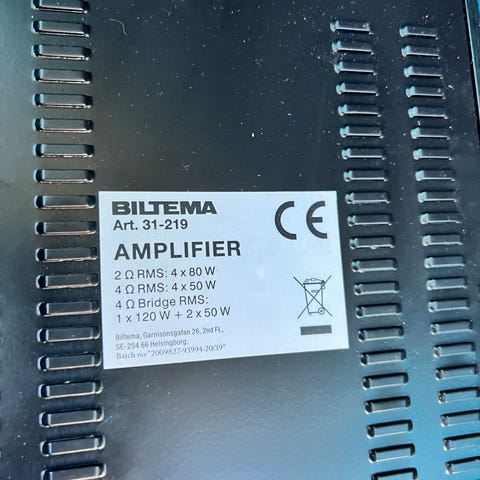 BILTEMA
Art. 31-219
AMPLIFIER
2 Ω RMS: 4 x 80 W
4 Ω RMS: 4 x 50 W
4 Ω Bridge RMS:
1 x 120 W + 2 x 50 W
Biltema, Garnisonsgatan 26, 2nd FL,
SE-254 66 Helsingborg.
Batch no:"2009827-93994-20/39"
CE